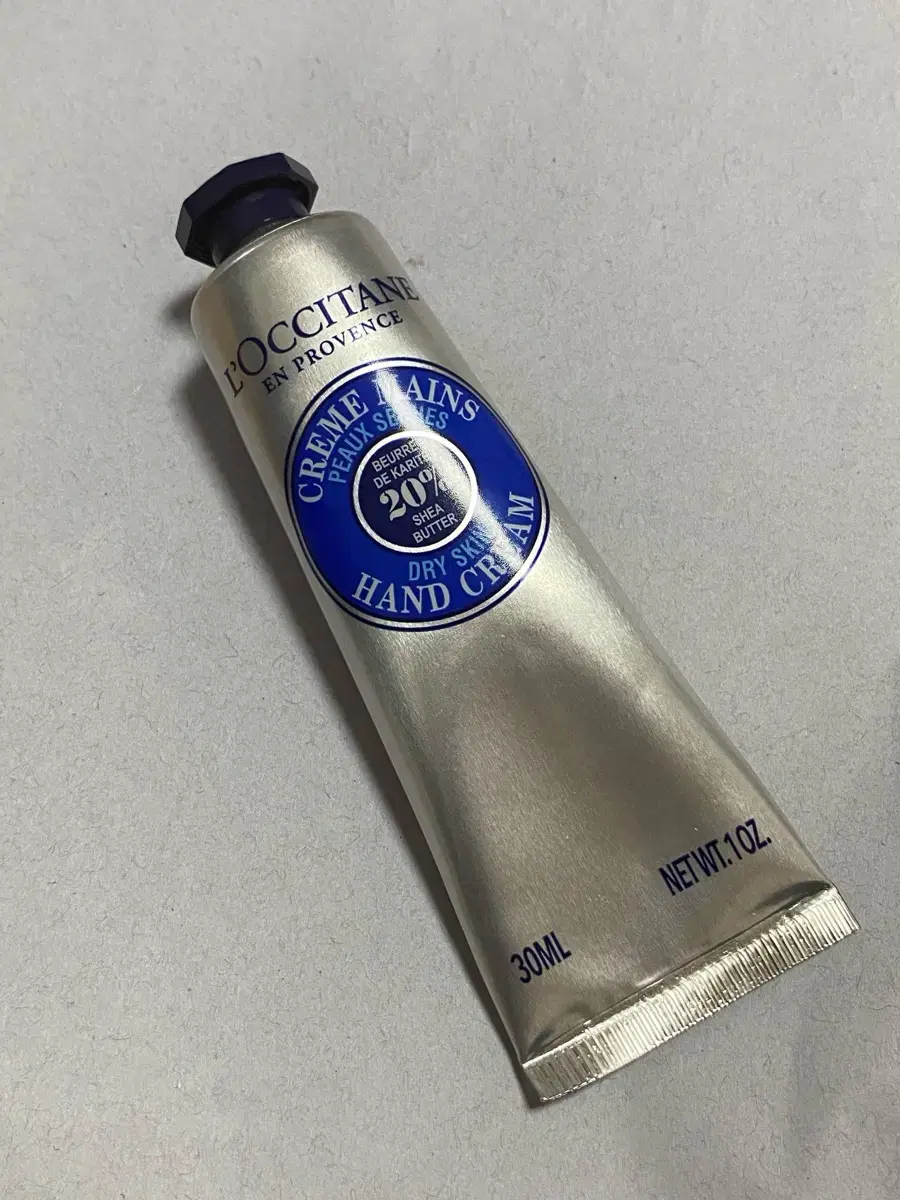 L'OCCITANE
EN PROVENCE
CREME MAINS
PEAUX SECHES
BEURRE
DE KARITE
20%
SHEA
BUTTER
DRY SKIN
HAND CREAM
NET WT. 1 OZ.
30ML